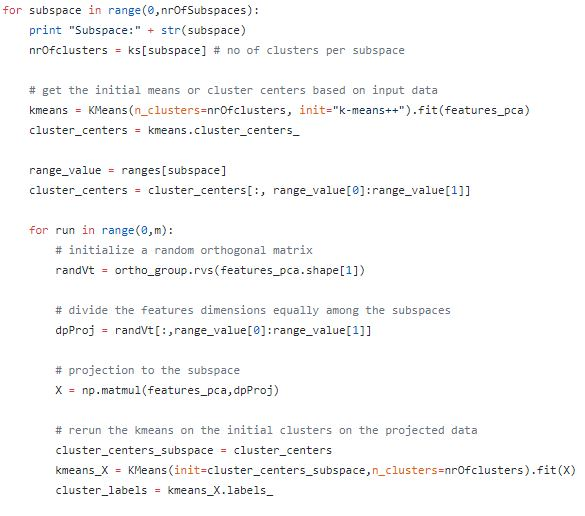 for subspace in range(0,nrOfSubspaces):
    print "Subspace:" + str(subspace)
    nrOfclusters = ks[subspace] # no of clusters per subspace

    # get the initial means or cluster centers based on input data
    kmeans = KMeans(n_clusters=nrOfclusters, init="k-means++").fit(features_pca)
    cluster_centers = kmeans.cluster_centers_

    range_value = ranges[subspace]
    cluster_centers = cluster_centers[:, range_value[0]:range_value[1]]

    for run in range(0,m):
        # initialize a random orthogonal matrix
        randVt = ortho_group.rvs(features_pca.shape[1])

        # divide the features dimensions equally among the subspaces
        dpProj = randVt[:,range_value[0]:range_value[1]]

        # projection to the subspace
        X = np.matmul(features_pca,dpProj)

        # rerun the kmeans on the initial clusters on the projected data
        cluster_centers_subspace = cluster_centers
        kmeans_X = KMeans(init=cluster_centers_subspace,n_clusters=nrOfclusters).fit(X)
        cluster_labels = kmeans_X.labels_